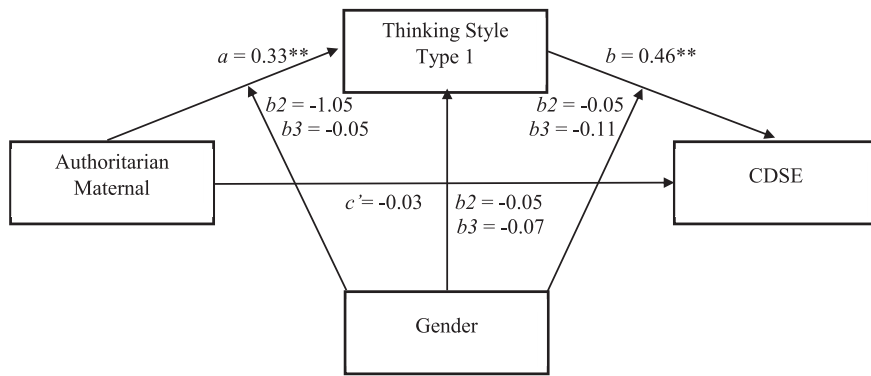 Thinking Style
Type 1
a = 0.33**
b = 0.46**
b2 = -1.05
b3 = -0.05
b2 = -0.05
b3 = -0.11
Authoritarian
Maternal
CDSE
c’= -0.03
b2 = -0.05
b3 = -0.07
Gender